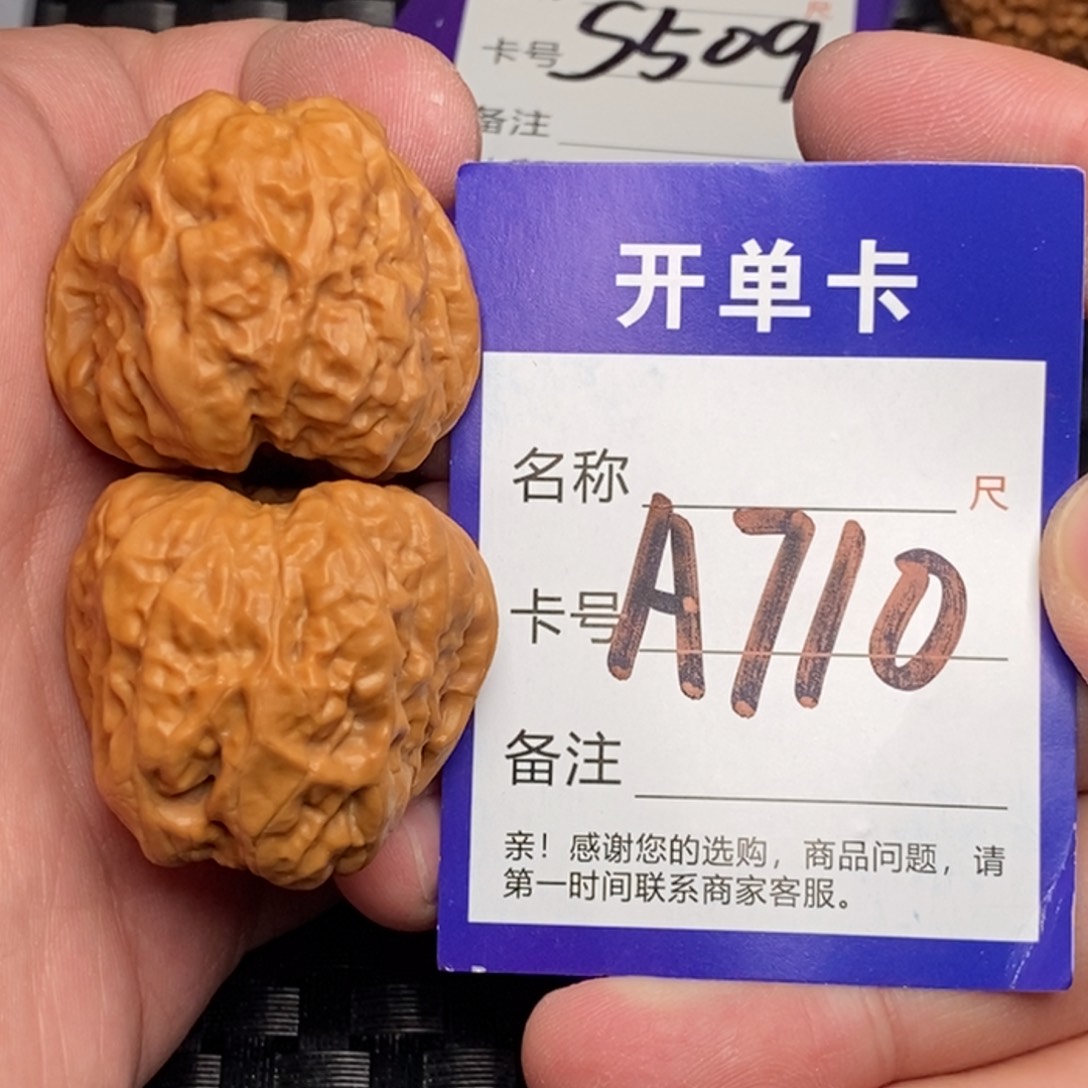 卡号 S509
备注
开单卡
名称 尺
卡号 A710
备注
亲！感谢您的选购，商品问题，请
第一时间联系商家客服。